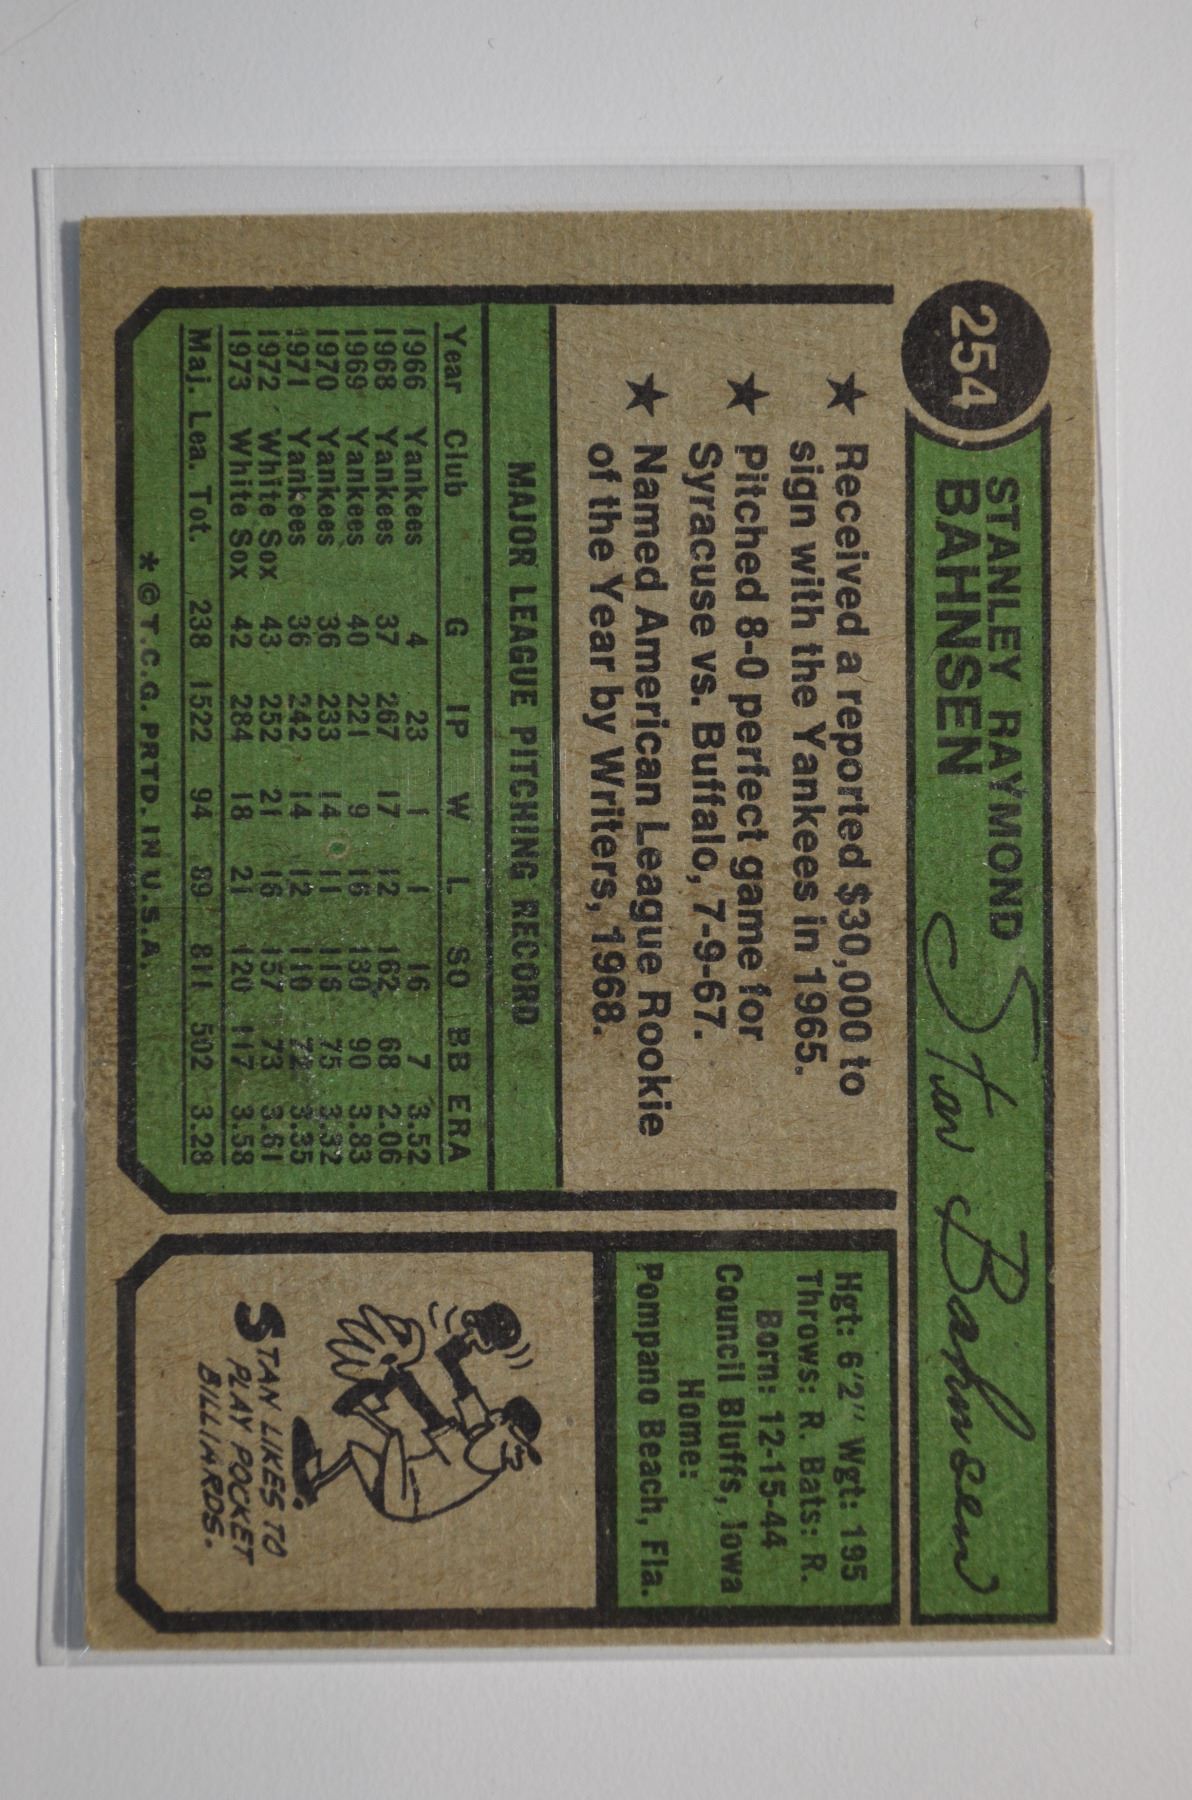 254
STANLEY RAYMOND
BAHNSEN
Stan Bahnsen
★ Received a reported $30,000 to
sign with the Yankees in 1965.
★ Pitched 8-0 perfect game for
Syracuse vs. Buffalo, 7-9-67.
★ Named American League Rookie
of the Year by Writers, 1968.
Hgt: 6'2" Wgt: 195
Throws: R. Bats: R.
Born: 12-15-44
Council Bluffs, Iowa
Home:
Pompano Beach, Fla.
MAJOR LEAGUE PITCHING RECORD
Year Club G IP W L SO BB ERA
1966 Yankees 4 23 1 1 16 7 3.52
1968 Yankees 37 267 17 12 162 68 2.06
1969 Yankees 40 221 9 16 130 90 3.83
1970 Yankees 36 233 14 11 116 75 3.32
1971 Yankees 36 242 14 12 110 72 3.35
1972 White Sox 43 252 21 16 157 73 3.61
1973 White Sox 42 284 18 21 120 117 3.58
Maj. Lea. Tot. 238 1522 94 89 811 502 3.28
*© T.C.G. PRTD. IN U.S.A.
STAN LIKES TO
PLAY POCKET
BILLIARDS.